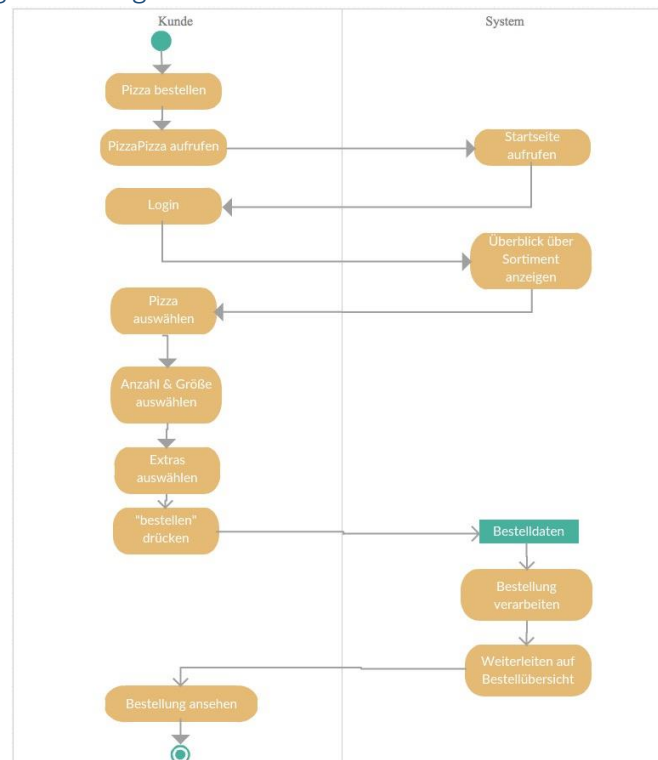 Kunde
System
Pizza bestellen
PizzaPizza aufrufen
Startseite
aufrufen
Login
Überblick über
Sortiment
anzeigen
Pizza
auswählen
Anzahl & Größe
auswählen
Extras
auswählen
"bestellen"
drücken
Bestelldaten
Bestellung
verarbeiten
Weiterleiten auf
Bestellübersicht
Bestellung ansehen